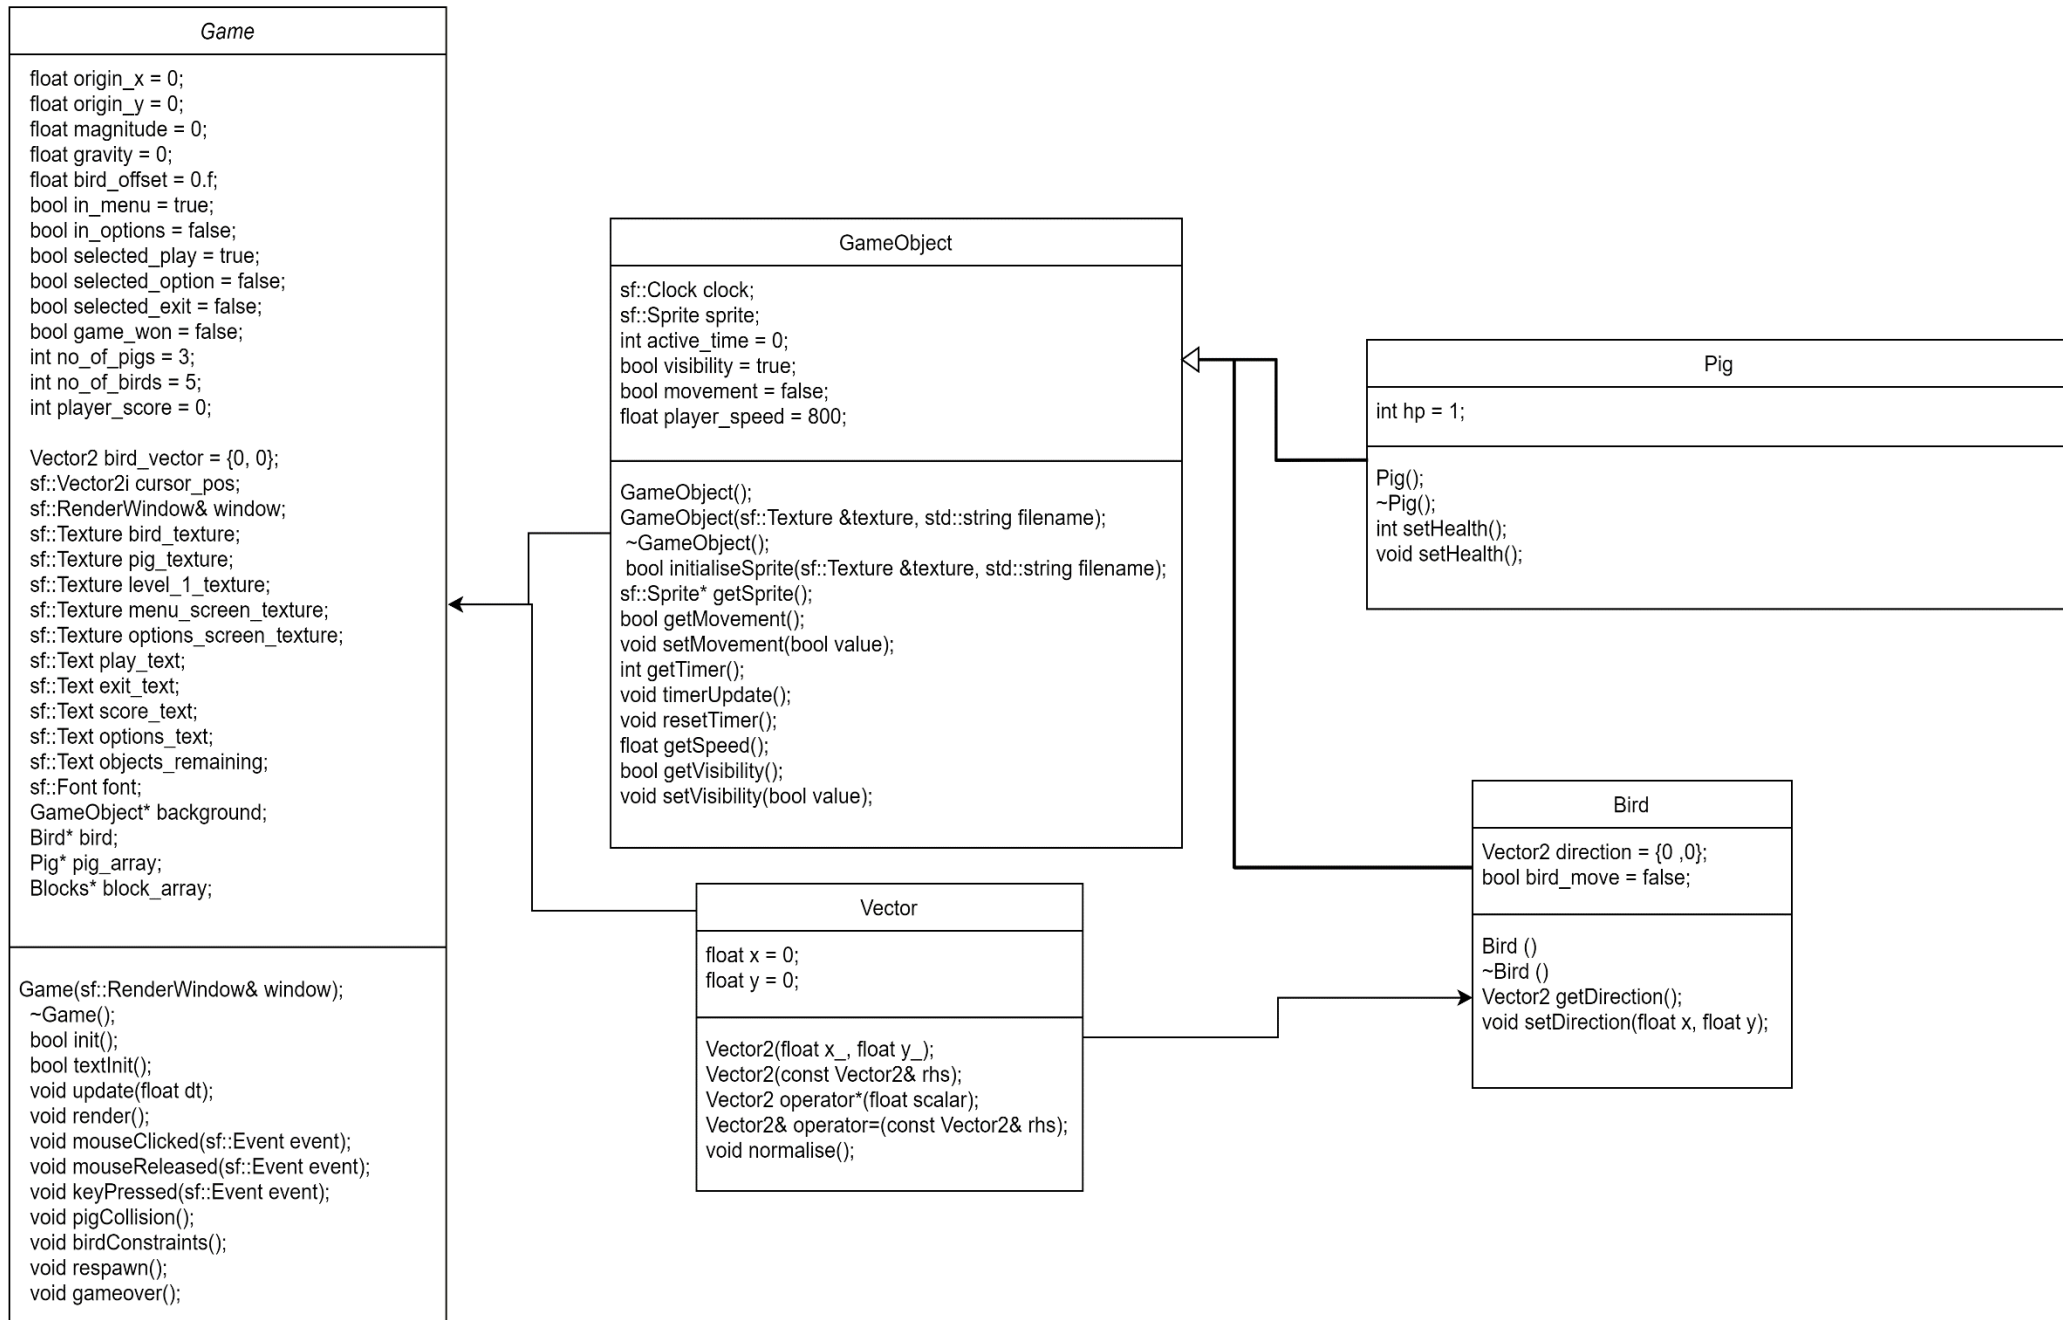 Game
float origin_x = 0;
float origin_y = 0;
float magnitude = 0;
float gravity = 0;
float bird_offset = 0.f;
bool in_menu = true;
bool in_options = false;
bool selected_play = true;
bool selected_option = false;
bool selected_exit = false;
bool game_won = false;
int no_of_pigs = 3;
int no_of_birds = 5;
int player_score = 0;
Vector2 bird_vector = {0, 0};
sf::Vector2i cursor_pos;
sf::RenderWindow& window;
sf::Texture bird_texture;
sf::Texture pig_texture;
sf::Texture level_1_texture;
sf::Texture menu_screen_texture;
sf::Texture options_screen_texture;
sf::Text play_text;
sf::Text exit_text;
sf::Text score_text;
sf::Text options_text;
sf::Text objects_remaining;
sf::Font font;
GameObject* background;
Bird* bird;
Pig* pig_array;
Blocks* block_array;
Game(sf::RenderWindow& window);
~Game();
bool init();
bool textInit();
void update(float dt);
void render();
void mouseClicked(sf::Event event);
void mouseReleased(sf::Event event);
void keyPressed(sf::Event event);
void pigCollision();
void birdConstraints();
void respawn();
void gameover();
GameObject
sf::Clock clock;
sf::Sprite sprite;
int active_time = 0;
bool visibility = true;
bool movement = false;
float player_speed = 800;
GameObject();
GameObject(sf::Texture &texture, std::string filename);
~GameObject();
bool initialiseSprite(sf::Texture &texture, std::string filename);
sf::Sprite* getSprite();
bool getMovement();
void setMovement(bool value);
int getTimer();
void timerUpdate();
void resetTimer();
float getSpeed();
bool getVisibility();
void setVisibility(bool value);
Vector
float x = 0;
float y = 0;
Vector2(float x_, float y_);
Vector2(const Vector2& rhs);
Vector2 operator*(float scalar);
Vector2& operator=(const Vector2& rhs);
void normalise();
Pig
int hp = 1;
Pig();
~Pig();
int setHealth();
void setHealth();
Bird
Vector2 direction = {0 ,0};
bool bird_move = false;
Bird ()
~Bird ()
Vector2 getDirection();
void setDirection(float x, float y);